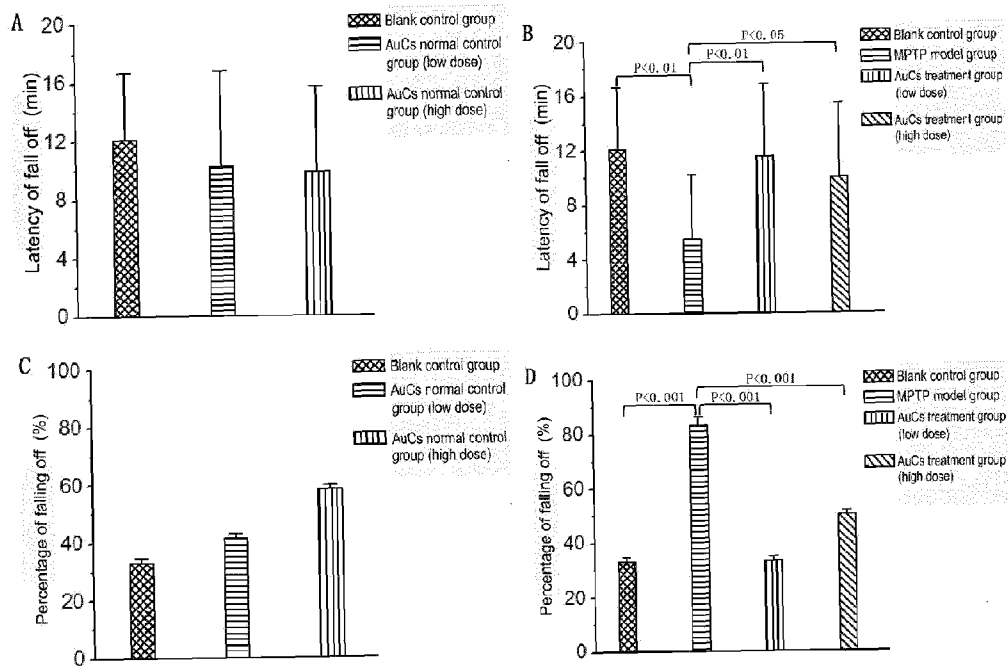 A
Latency of fall off (min)
20
16
12
8
4
0
Blank control group
AuCs normal control
group (low dose)
AuCs normal control
group (high dose)
B
Latency of fall off (min)
20
16
12
8
4
0
P<0.01
P<0.01
P<0.05
Blank control group
MPTP model group
AuCs treatment group
(low dose)
AuCs treatment group
(high dose)
C
Percentage of falling off (%)
100
80
60
40
20
0
Blank control group
AuCs normal control
group (low dose)
AuCs normal control
group (high dose)
D
Percentage of falling off (%)
100
80
60
40
20
0
P<0.001
P<0.001
P<0.001
Blank control group
MPTP model group
AuCs treatment group
(low dose)
AuCs treatment group
(high dose)